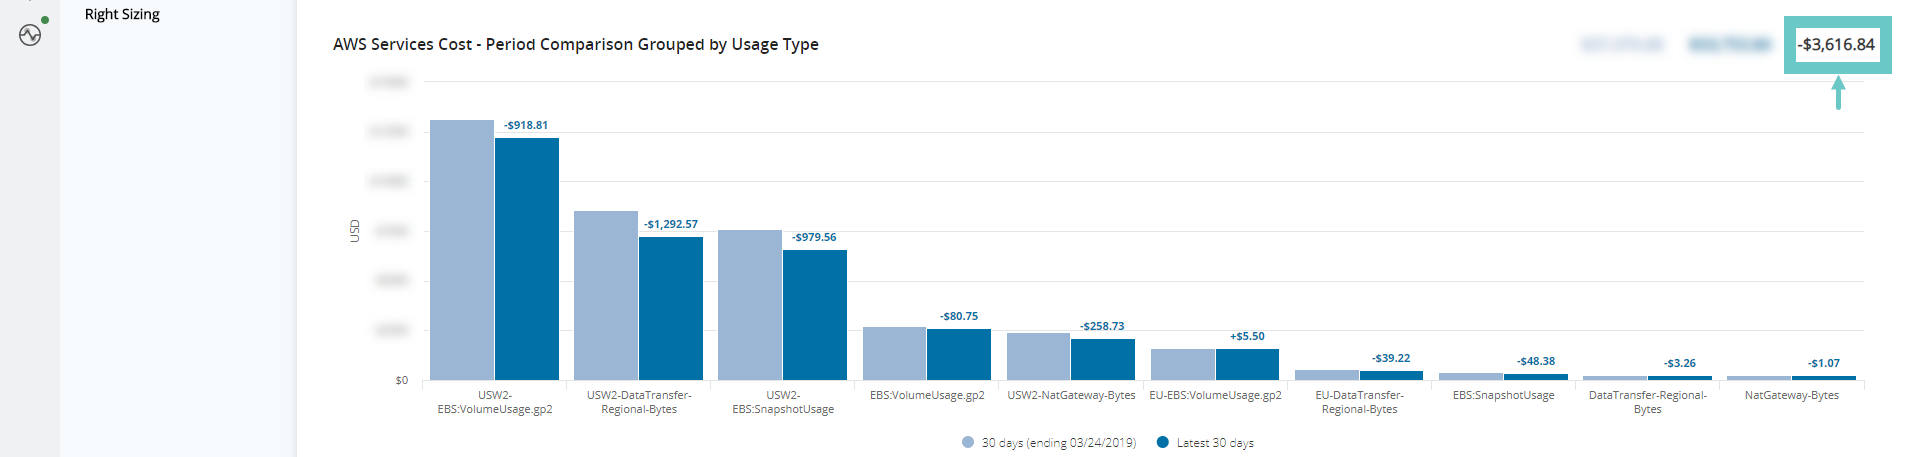 Right Sizing
AWS Services Cost - Period Comparison Grouped by Usage Type
-$3,616.84
USD
-$918.81
-$1,292.57
-$979.56
-$80.75
-$258.73
+$5.50
-$39.22
-$48.38
-$3.26
-$1.07
$0
USW2-
EBS:VolumeUsage.gp2
USW2-DataTransfer-
Regional-Bytes
USW2-
EBS:SnapshotUsage
EBS:VolumeUsage.gp2
USW2-NatGateway-Bytes
EU-EBS:VolumeUsage.gp2
EU-DataTransfer-
Regional-Bytes
EBS:SnapshotUsage
DataTransfer-Regional-
Bytes
NatGateway-Bytes
30 days (ending 03/24/2019)
Latest 30 days